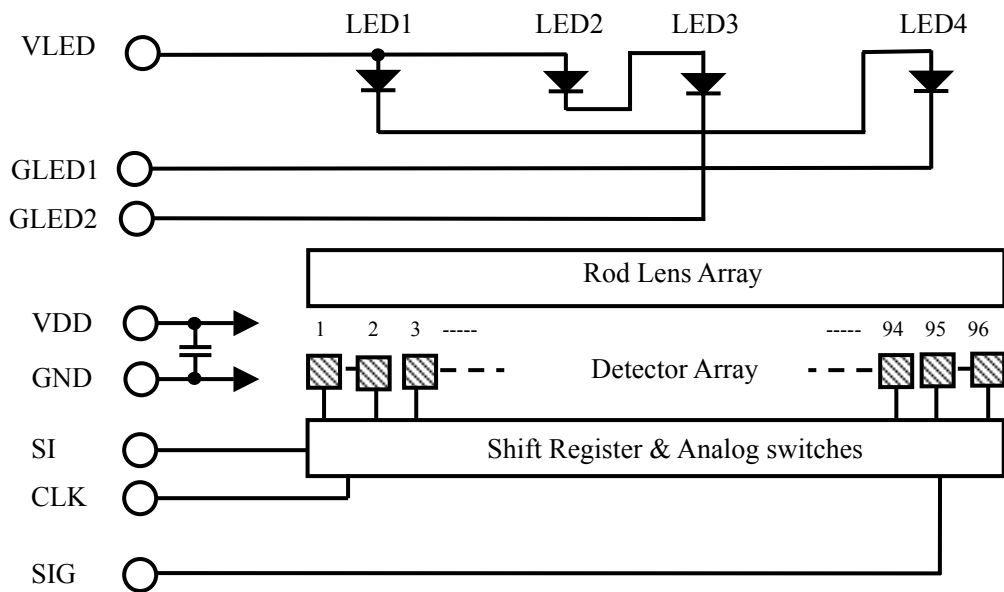 LED1 LED2 LED3 LED4
VLED
GLED1
GLED2
Rod Lens Array
VDD
1 2 3 ----- ----- 94 95 96
GND
Detector Array
SI
Shift Register & Analog switches
CLK
SIG